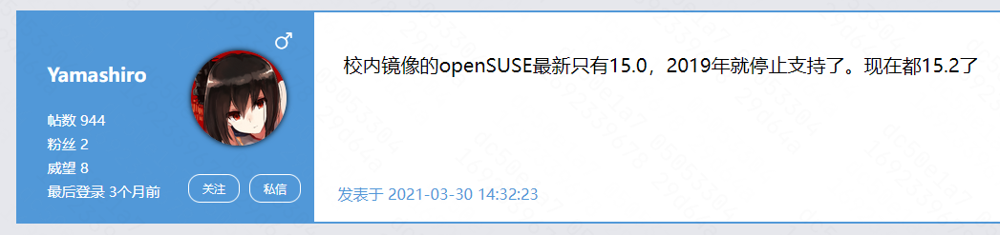 Yamashiro
帖数 944
粉丝 2
威望 8
最后登录 3个月前
关注
私信
校内镜像的openSUSE最新只有15.0，2019年就停止支持了。现在都15.2了
发表于 2021-03-30 14:32:23